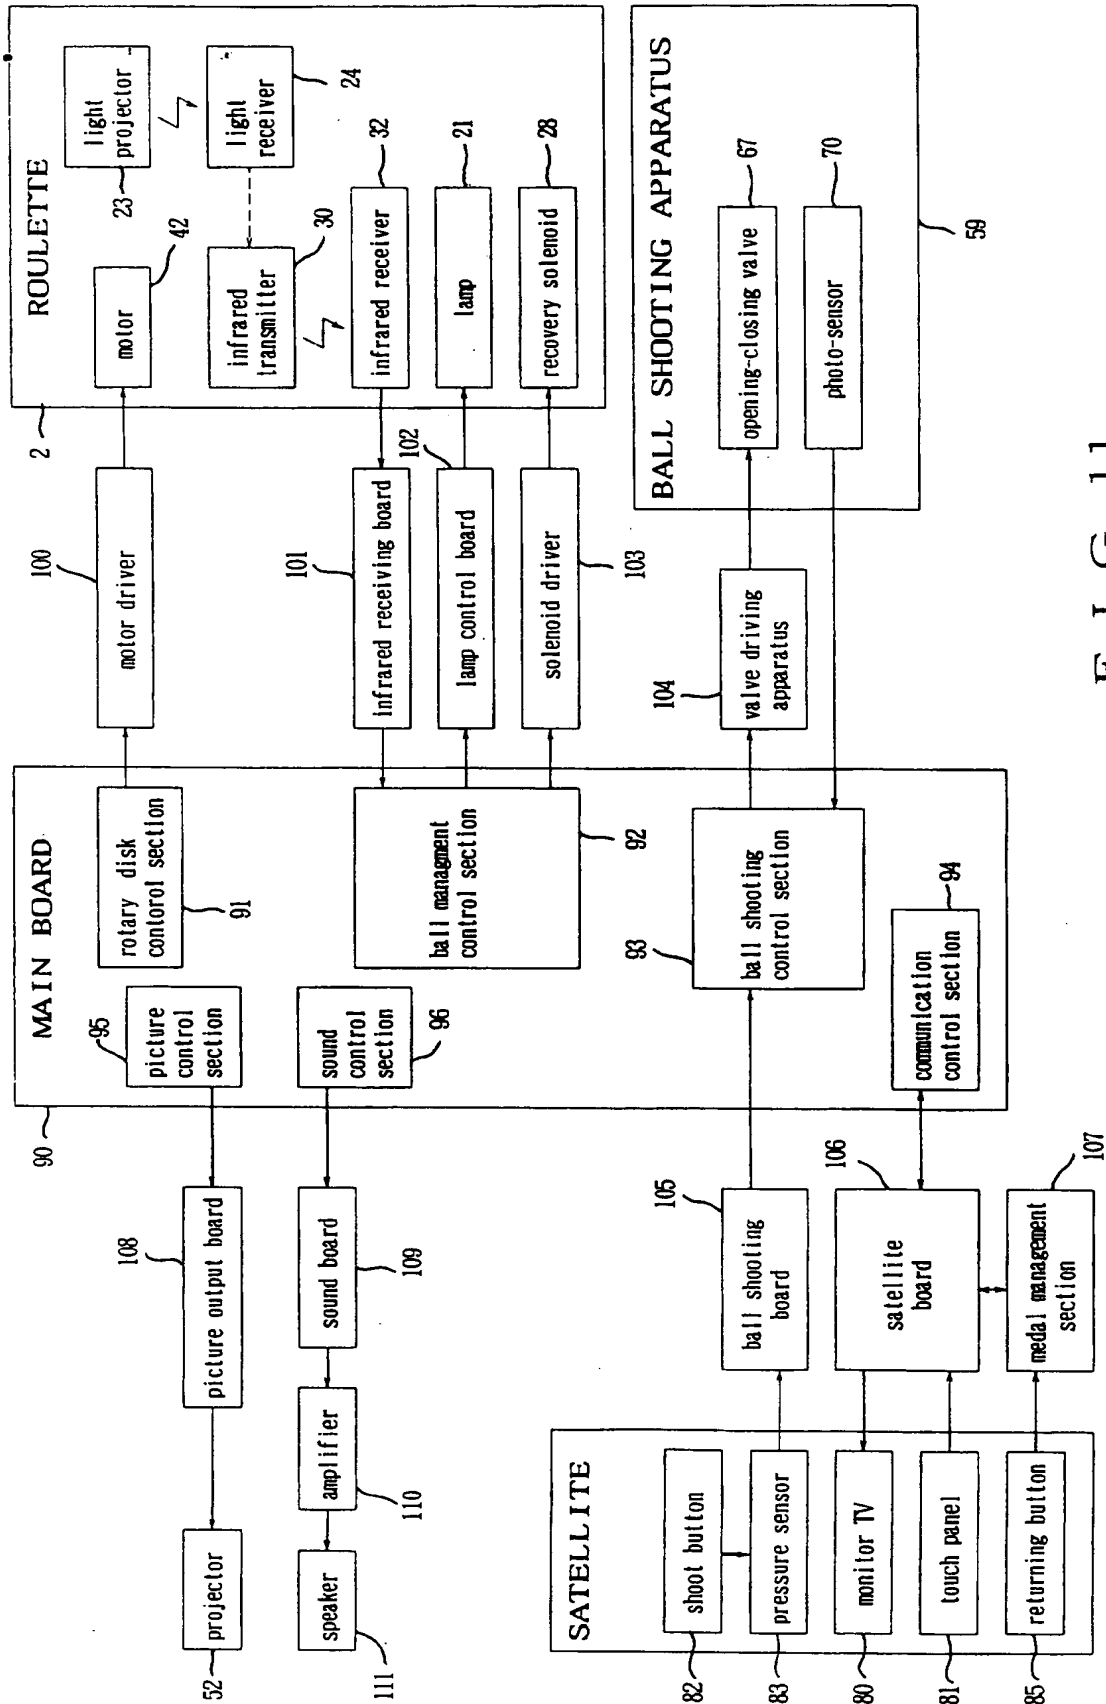 ROULETTE
2
motor
42
light
projector
23
light
receiver
24
infrared
transmitter
30
infrared receiver
32
lamp
21
recovery solenoid
28
motor driver
100
infrared receiving board
101
lamp control board
102
solenoid driver
103
BALL SHOOTING APPARATUS
59
opening-closing valve
67
photo-sensor
70
valve driving
apparatus
104
MAIN BOARD
90
rotary disk
contorol section
91
ball managment
control section
92
ball shooting
control section
93
communication
control section
94
picture
control
section
95
sound
control
section
96
picture output board
108
sound board
109
amplifier
110
projector
52
speaker
111
ball shooting
board
105
satellite
board
106
medal management
section
107
SATELLITE
shoot button
82
pressure sensor
83
monitor TV
80
touch panel
81
returning button
85